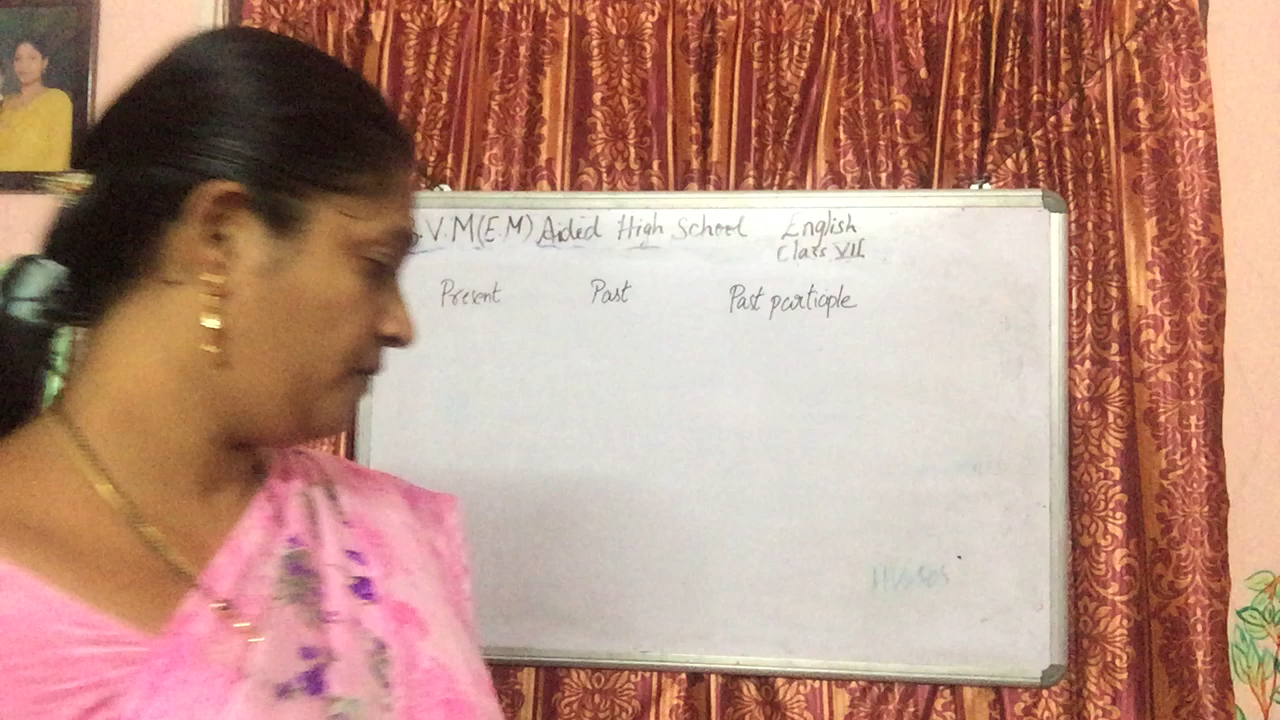 .V.M(E.M) Aided High School English
Class VII
Present Past Past participle